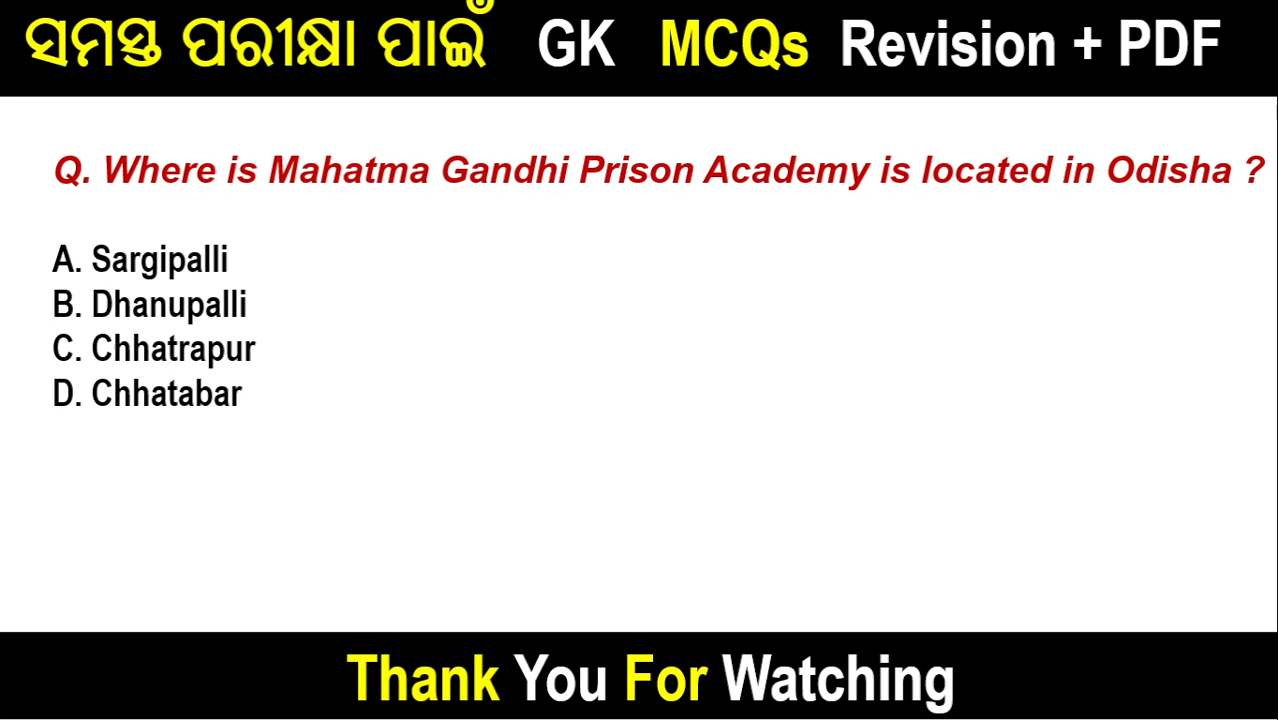 ସମସ୍ତ ପରୀକ୍ଷା ପାଇଁ GK MCQs Revision + PDF
Q. Where is Mahatma Gandhi Prison Academy is located in Odisha ?
A. Sargipalli
B. Dhanupalli
C. Chhatrapur
D. Chhatabar
Thank You For Watching